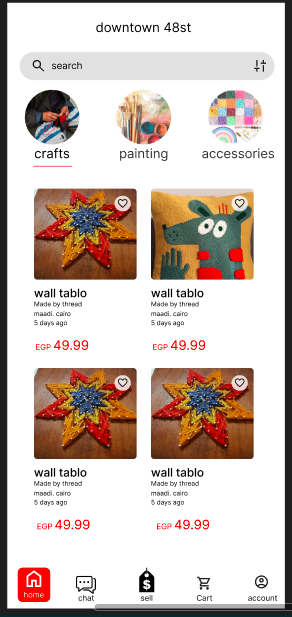 downtown 48st
search
crafts painting accessories
wall tablo
Made by thread
maadi. cairo
5 days ago
EGP 49.99
wall tablo
Made by thread
maadi. cairo
5 days ago
EGP 49.99
wall tablo
Made by thread
maadi. cairo
5 days ago
EGP 49.99
wall tablo
Made by thread
maadi. cairo
5 days ago
EGP 49.99
home chat sell Cart account